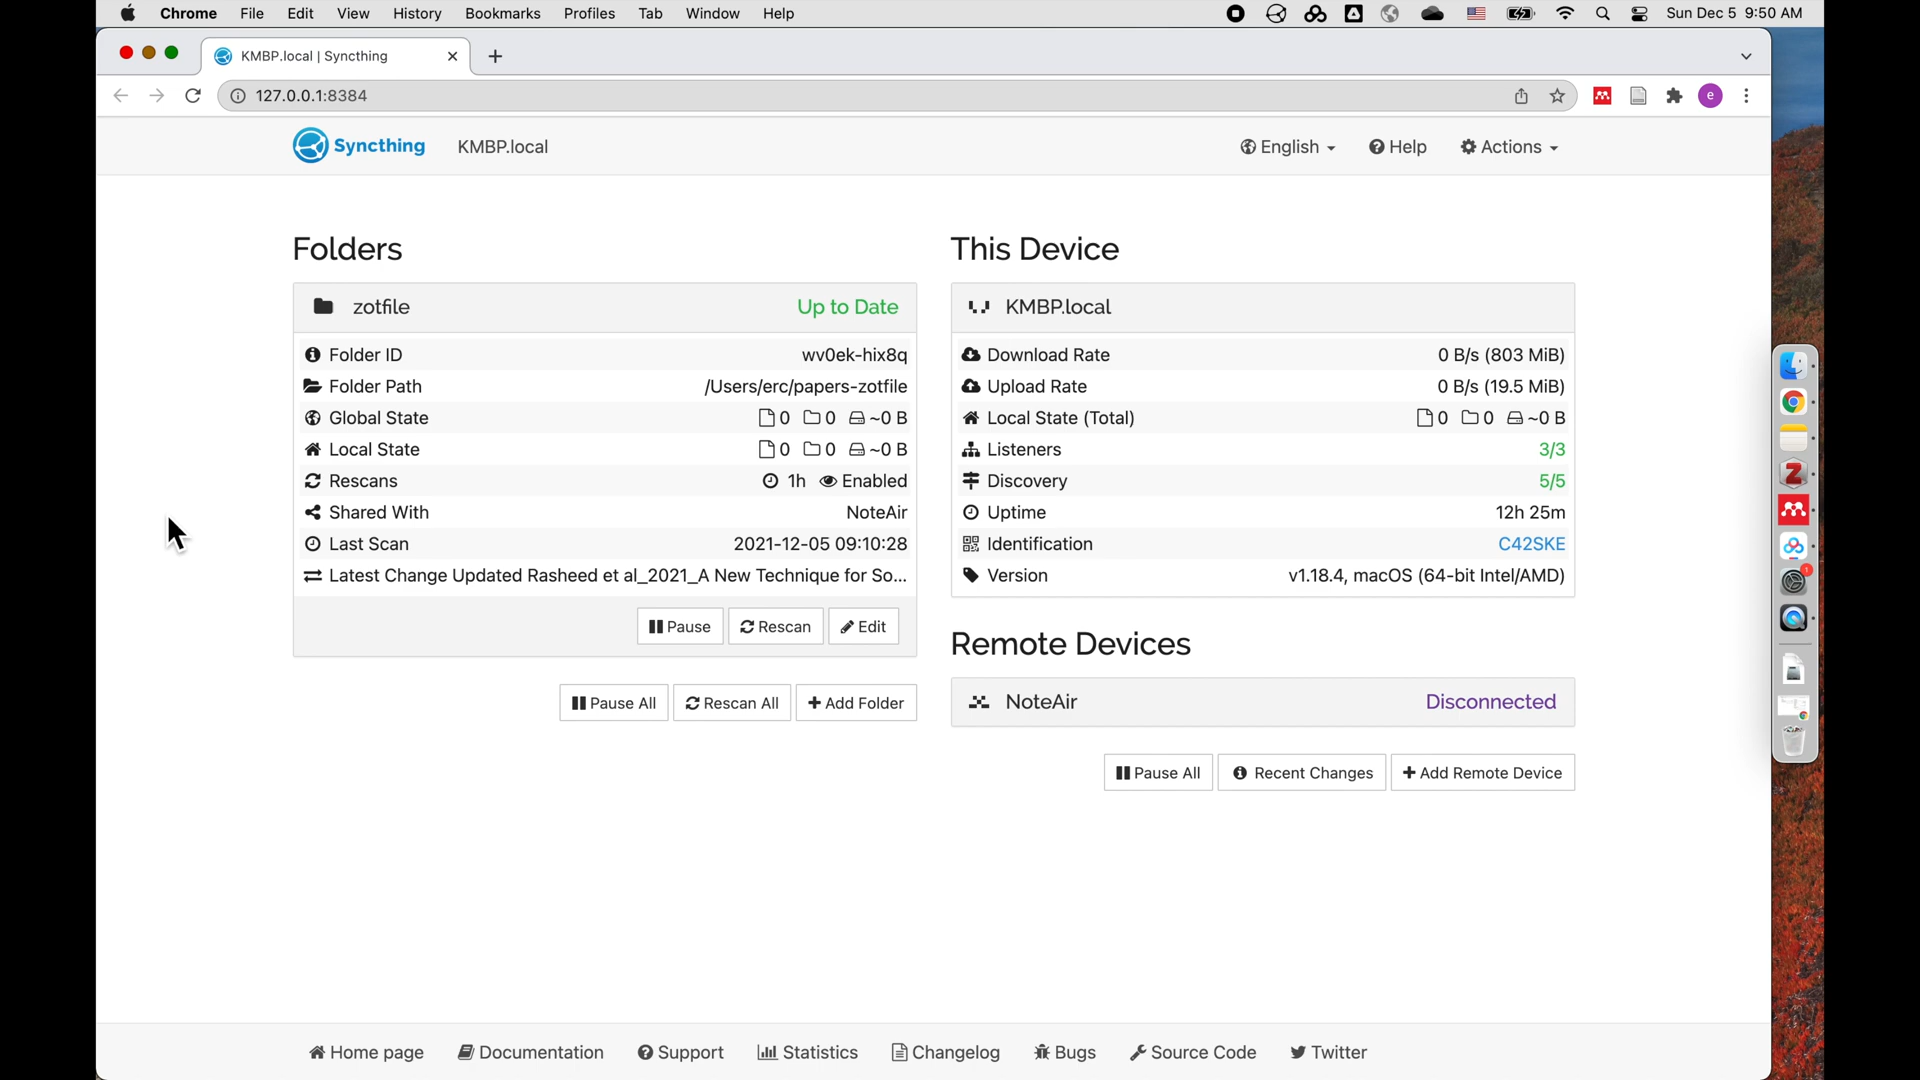 Chrome File Edit View History Bookmarks Profiles Tab Window Help Sun Dec 5 9:50 AM
KMBP.local | Syncthing
127.0.0.1:8384 e
Syncthing KMBP.local English Help Actions
Folders
zotfile Up to Date
Folder ID wv0ek-hix8q
Folder Path /Users/erc/papers-zotfile
Global State 0 0 ~0 B
Local State 0 0 ~0 B
Rescans 1h Enabled
Shared With NoteAir
Last Scan 2021-12-05 09:10:28
Latest Change Updated Rasheed et al_2021_A New Technique for So...
Pause Rescan Edit
Pause All Rescan All Add Folder
This Device
KMBP.local
Download Rate 0 B/s (803 MiB)
Upload Rate 0 B/s (19.5 MiB)
Local State (Total) 0 0 ~0 B
Listeners 3/3
Discovery 5/5
Uptime 12h 25m
Identification C42SKE
Version v1.18.4, macOS (64-bit Intel/AMD)
Remote Devices
NoteAir Disconnected
Pause All Recent Changes Add Remote Device
Z
1
Home page Documentation Support Statistics Changelog Bugs Source Code Twitter